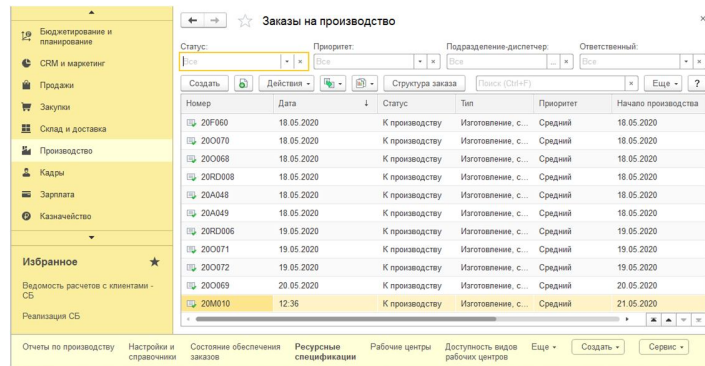 Заказы на производство
×
Бюджетирование и
планирование
CRM и маркетинг
Продажи
Закупки
Склад и доставка
Производство
Кадры
Зарплата
Казначейство
Избранное
Ведомость расчетов с клиентами -
СБ
Реализация СБ
Статус: Приоритет: Подразделение-диспетчер: Ответственный:
Все × Все × Все ... × Все ×
Создать Действия Структура заказа Поиск (Ctrl+F) × Еще ?
Номер Дата ↓ Статус Тип Приоритет Начало производства
20F060 18.05.2020 К производству Изготовление, с... Средний 18.05.2020
20O070 18.05.2020 К производству Изготовление, с... Средний 18.05.2020
20O068 18.05.2020 К производству Изготовление, с... Средний 18.05.2020
20RD008 18.05.2020 К производству Изготовление, с... Средний 18.05.2020
20A048 18.05.2020 К производству Изготовление, с... Средний 18.05.2020
20A049 18.05.2020 К производству Изготовление, с... Средний 18.05.2020
20RD006 19.05.2020 К производству Изготовление, с... Средний 19.05.2020
20O071 19.05.2020 К производству Изготовление, с... Средний 19.05.2020
20O072 19.05.2020 К производству Изготовление, с... Средний 19.05.2020
20O069 20.05.2020 К производству Изготовление, с... Средний 20.05.2020
20M010 12:36 К производству Изготовление, с... Средний 21.05.2020
Отчеты по производству Настройки и Состояние обеспечения Ресурсные Рабочие центры Доступность видов Еще Создать Сервис
справочники заказов спецификации рабочих центров